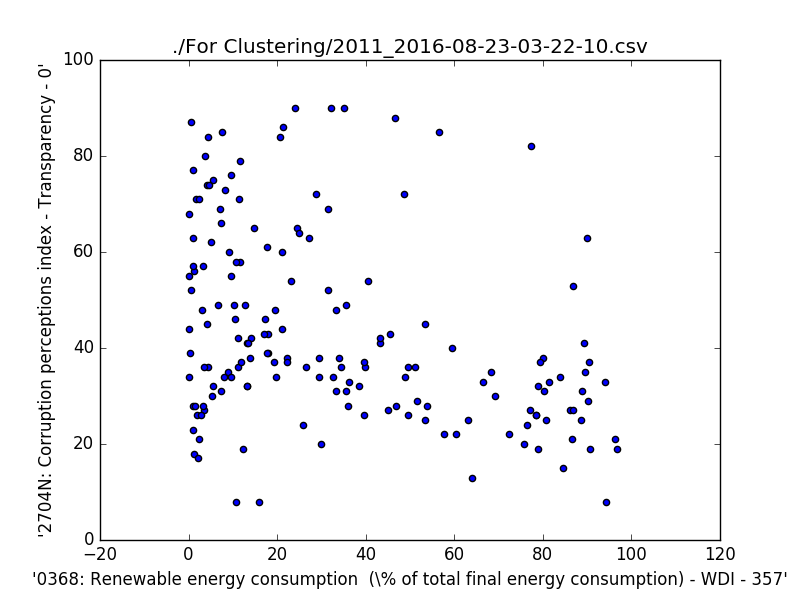 ./For Clustering/2011_2016-08-23-03-22-10.csv
100
80
60
40
20
0
'2704N: Corruption perceptions index - Transparency - 0'
−20 0 20 40 60 80 100 120
'0368: Renewable energy consumption (\% of total final energy consumption) - WDI - 357'